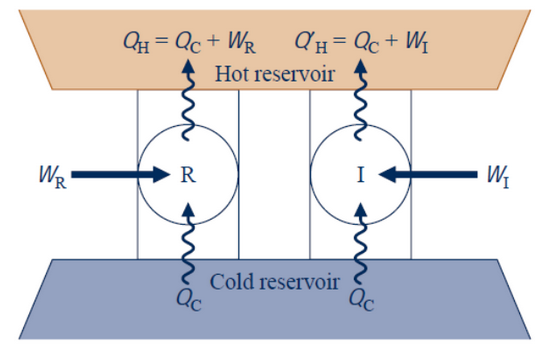 Q_H = Q_C + W_R Q′_H = Q_C + W_I
Hot reservoir
W_R R I W_I
Cold reservoir
Q_C Q_C